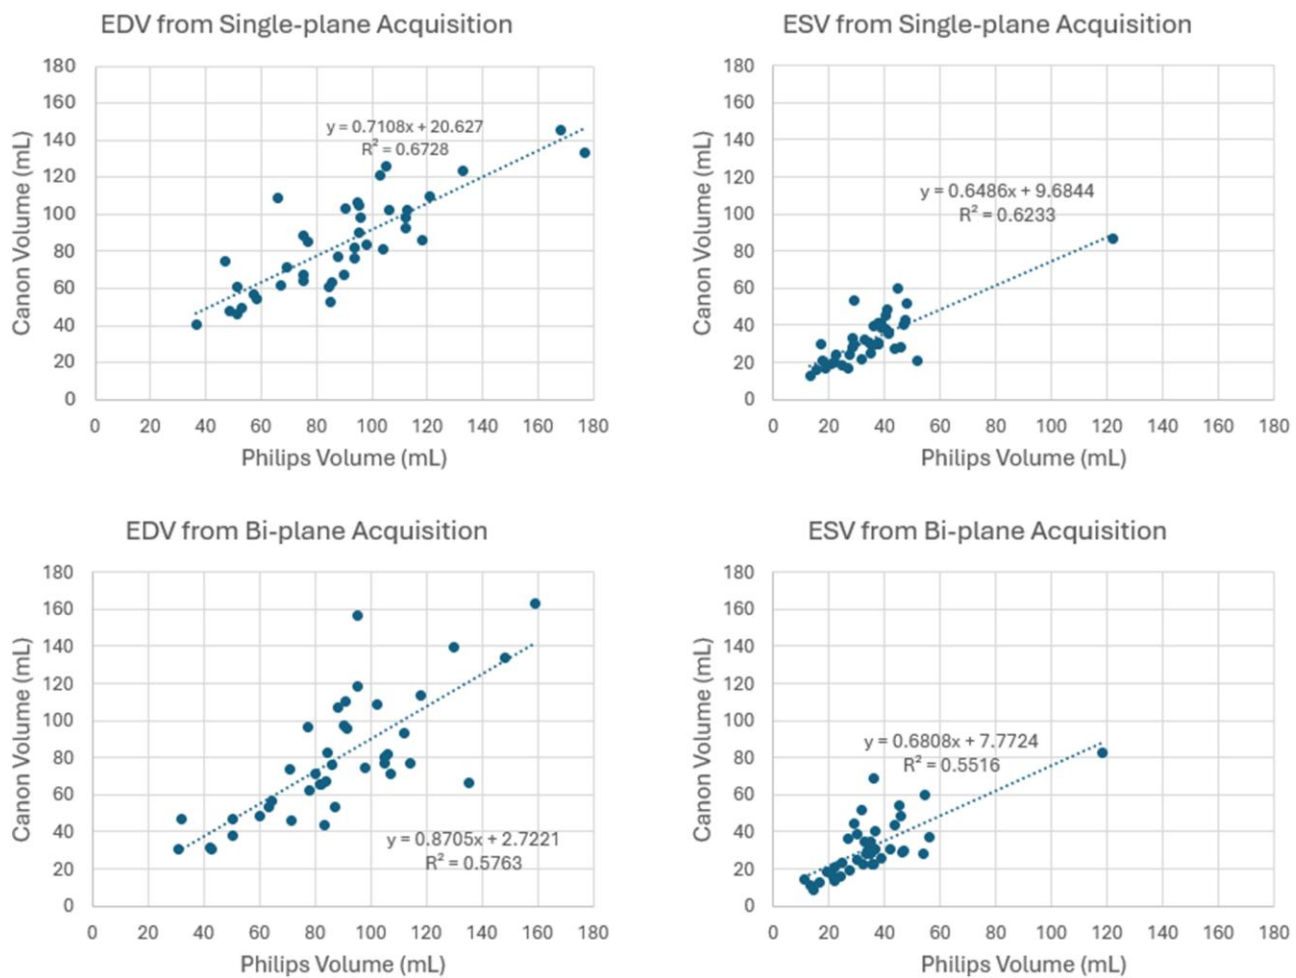 EDV from Single-plane Acquisition
180
160
140
120
100
80
60
40
20
0
Canon Volume (mL)
y = 0.7108x + 20.627
R² = 0.6728
0 20 40 60 80 100 120 140 160 180
Philips Volume (mL)
ESV from Single-plane Acquisition
180
160
140
120
100
80
60
40
20
0
Canon Volume (mL)
y = 0.6486x + 9.6844
R² = 0.6233
0 20 40 60 80 100 120 140 160 180
Philips Volume (mL)
EDV from Bi-plane Acquisition
180
160
140
120
100
80
60
40
20
0
Canon Volume (mL)
y = 0.8705x + 2.7221
R² = 0.5763
0 20 40 60 80 100 120 140 160 180
Philips Volume (mL)
ESV from Bi-plane Acquisition
180
160
140
120
100
80
60
40
20
0
Canon Volume (mL)
y = 0.6808x + 7.7724
R² = 0.5516
0 20 40 60 80 100 120 140 160 180
Philips Volume (mL)